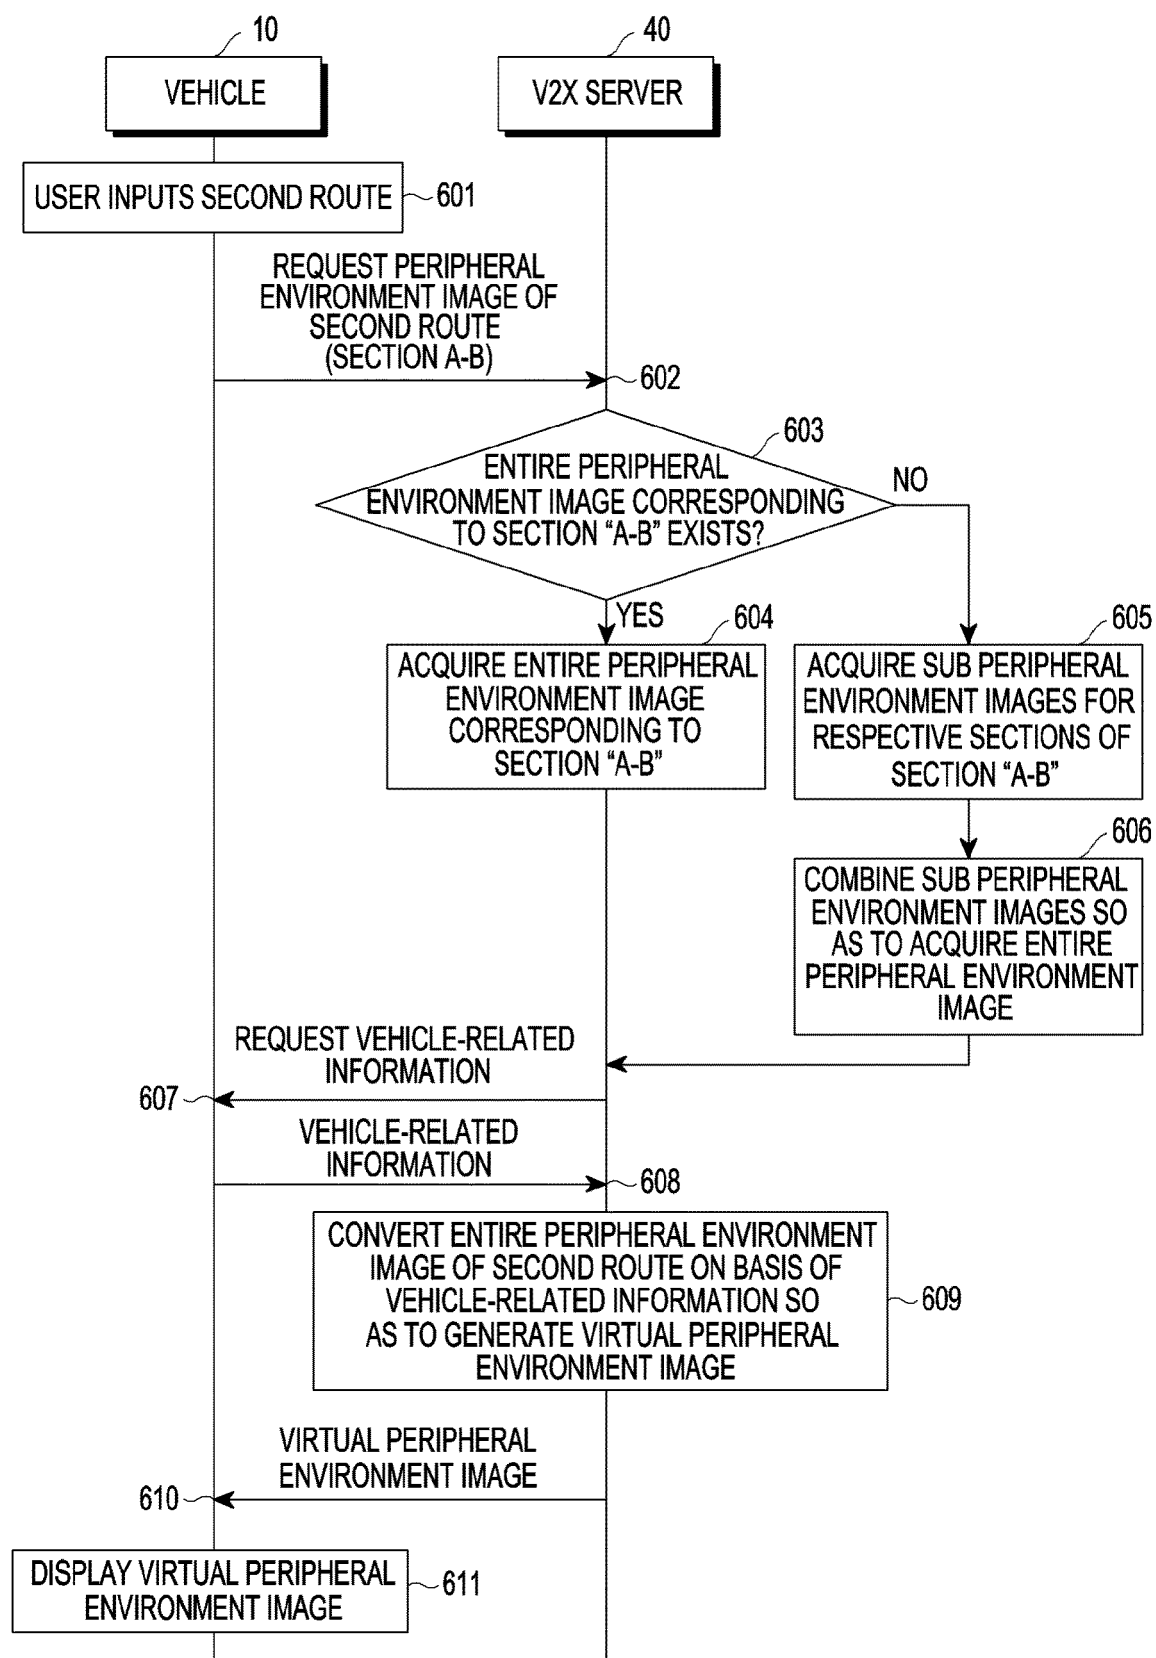 10
40
VEHICLE
V2X SERVER
USER INPUTS SECOND ROUTE
601
REQUEST PERIPHERAL
ENVIRONMENT IMAGE OF
SECOND ROUTE
(SECTION A-B)
602
603
ENTIRE PERIPHERAL
ENVIRONMENT IMAGE CORRESPONDING
TO SECTION “A-B” EXISTS?
NO
YES
604
ACQUIRE ENTIRE PERIPHERAL
ENVIRONMENT IMAGE
CORRESPONDING TO
SECTION “A-B”
605
ACQUIRE SUB PERIPHERAL
ENVIRONMENT IMAGES FOR
RESPECTIVE SECTIONS OF
SECTION “A-B”
606
COMBINE SUB PERIPHERAL
ENVIRONMENT IMAGES SO
AS TO ACQUIRE ENTIRE
PERIPHERAL ENVIRONMENT
IMAGE
REQUEST VEHICLE-RELATED
INFORMATION
607
VEHICLE-RELATED
INFORMATION
608
CONVERT ENTIRE PERIPHERAL ENVIRONMENT
IMAGE OF SECOND ROUTE ON BASIS OF
VEHICLE-RELATED INFORMATION SO
AS TO GENERATE VIRTUAL PERIPHERAL
ENVIRONMENT IMAGE
609
VIRTUAL PERIPHERAL
ENVIRONMENT IMAGE
610
DISPLAY VIRTUAL PERIPHERAL
ENVIRONMENT IMAGE
611